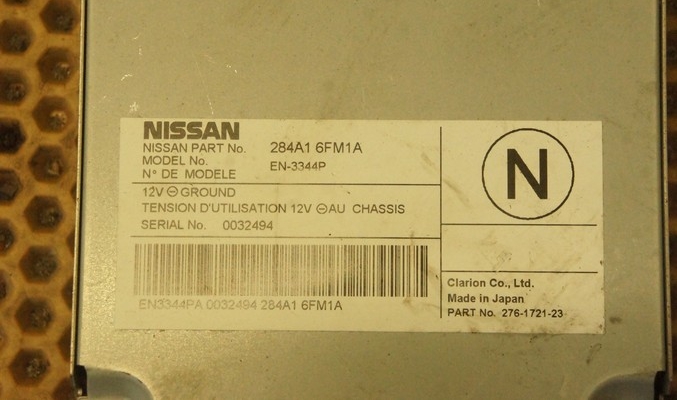 NISSAN
NISSAN PART No. 284A1 6FM1A
MODEL No. EN-3344P
N° DE MODELE
12V ⊖ GROUND
TENSION D'UTILISATION 12V ⊖ AU CHASSIS
SERIAL No. 0032494
EN3344PA 0032494 284A1 6FM1A
N
Clarion Co., Ltd.
Made in Japan
PART No. 276-1721-23